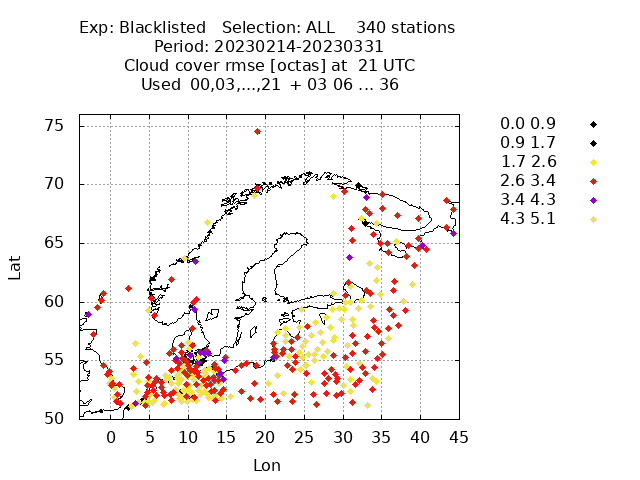 Exp: Blacklisted   Selection: ALL    340 stations
Period: 20230214-20230331
Cloud cover rmse [octas] at  21 UTC
Used  00,03,...,21  + 03 06 ... 36
75
70
65
60
55
50
Lat
0 5 10 15 20 25 30 35 40 45
Lon
0.0 0.9
0.9 1.7
1.7 2.6
2.6 3.4
3.4 4.3
4.3 5.1